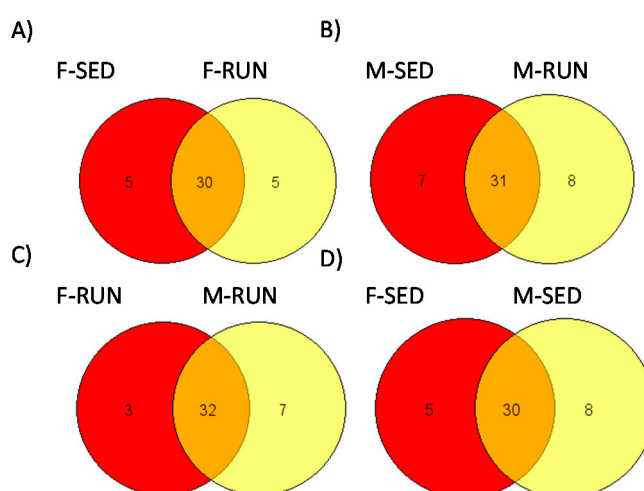 A) B)
F-SED F-RUN M-SED M-RUN
5 30 5 7 31 8
C) D)
F-RUN M-RUN F-SED M-SED
3 32 7 5 30 8